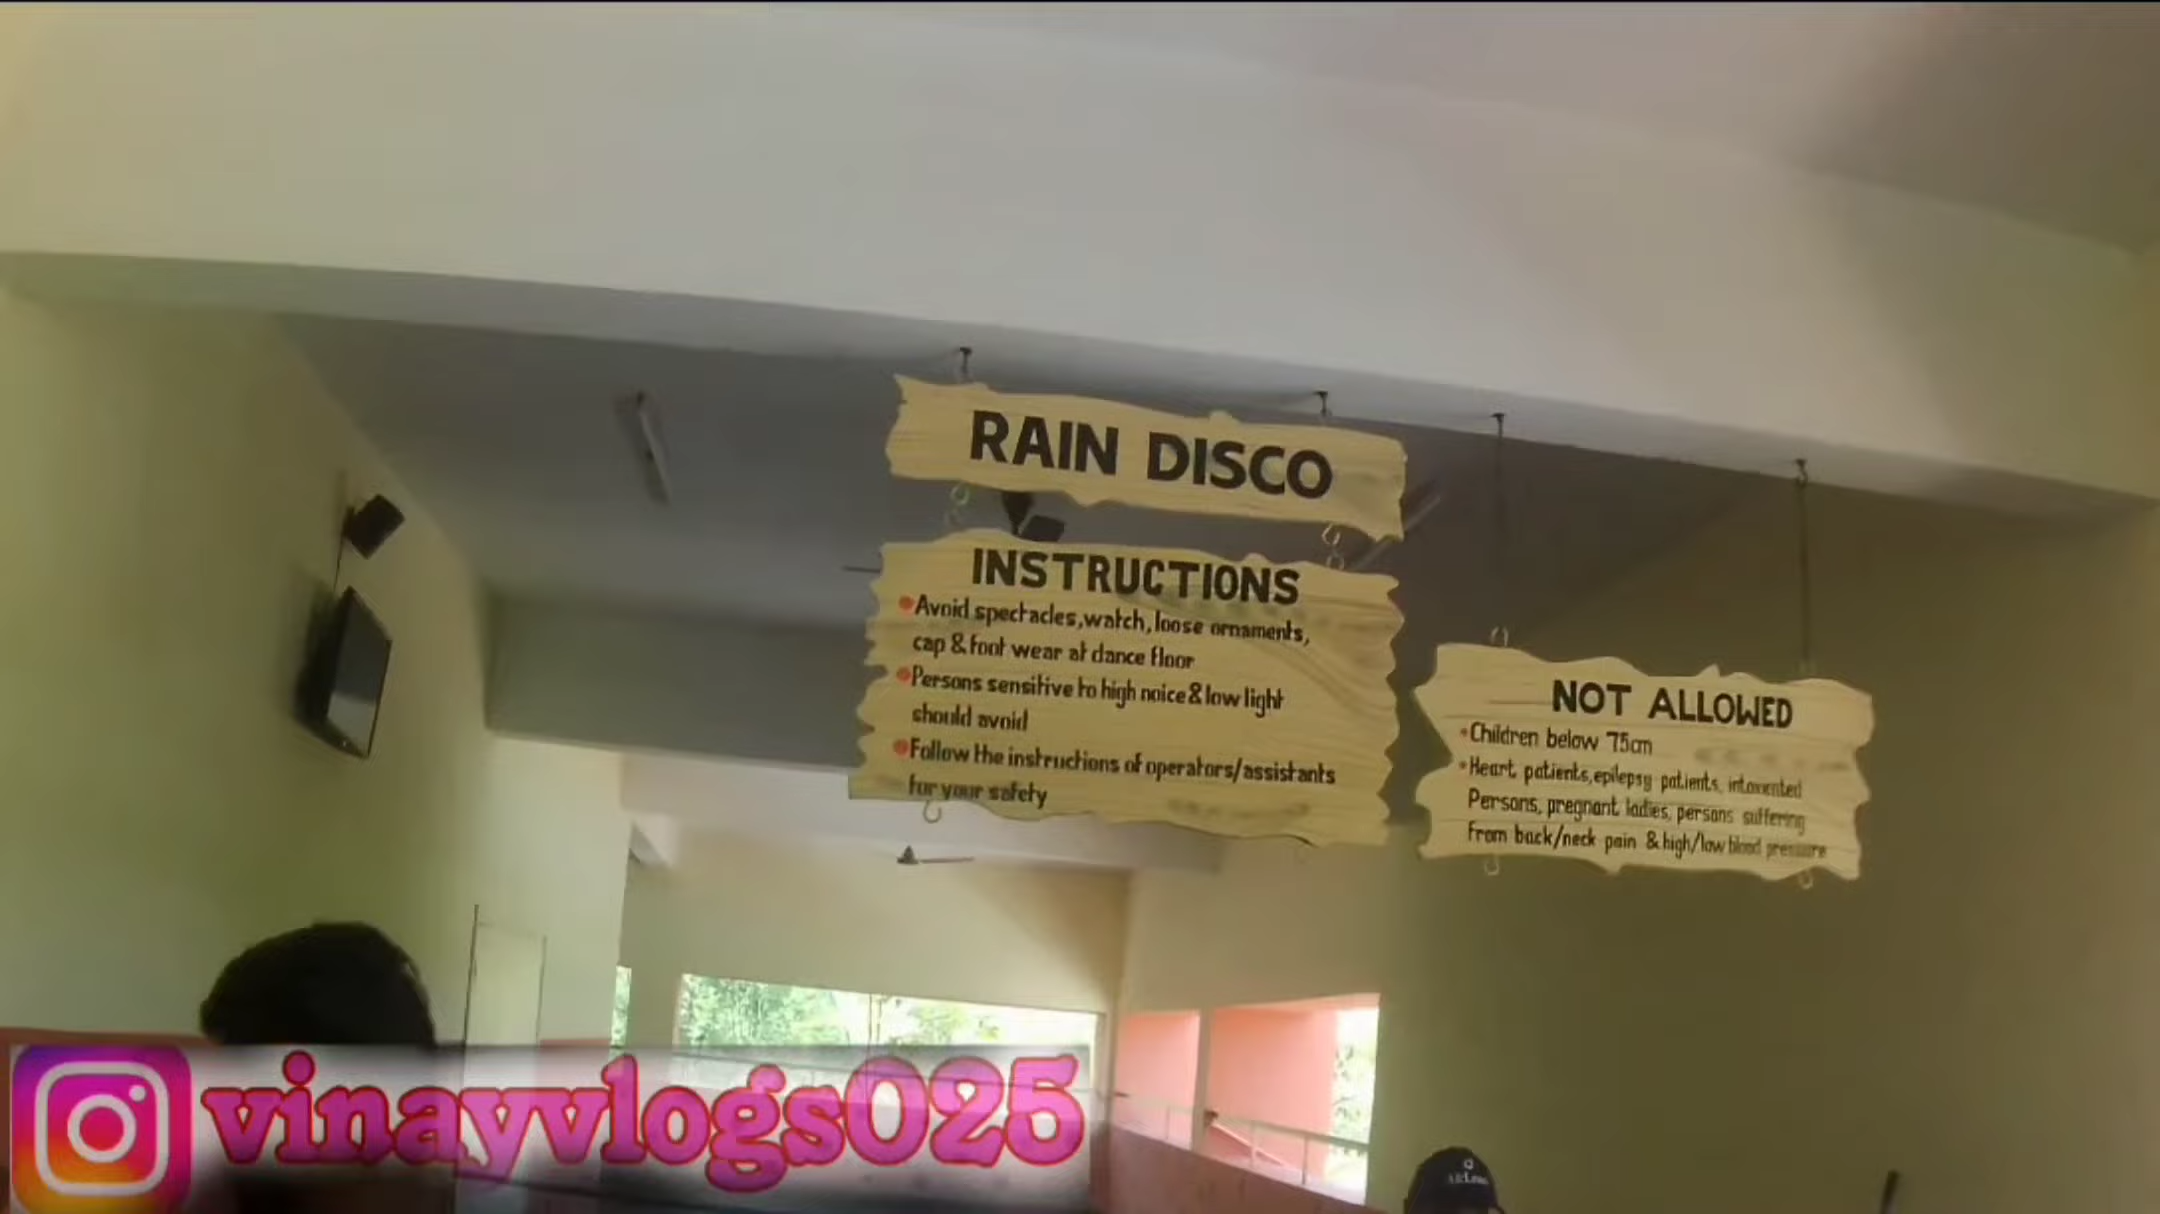 RAIN DISCO
INSTRUCTIONS
Avoid spectacles,watch,loose ornaments,
cap & foot wear at dance floor
Persons sensitive to high noice & low light
should avoid
Follow the instructions of operators/assistants
for your safety
NOT ALLOWED
Children below 75cm
Heart patients,epilepsy patients,
Persons, pregnant ladies, persons suffering
From back/neck pain & high/low blood pressure
vinayvlogs025